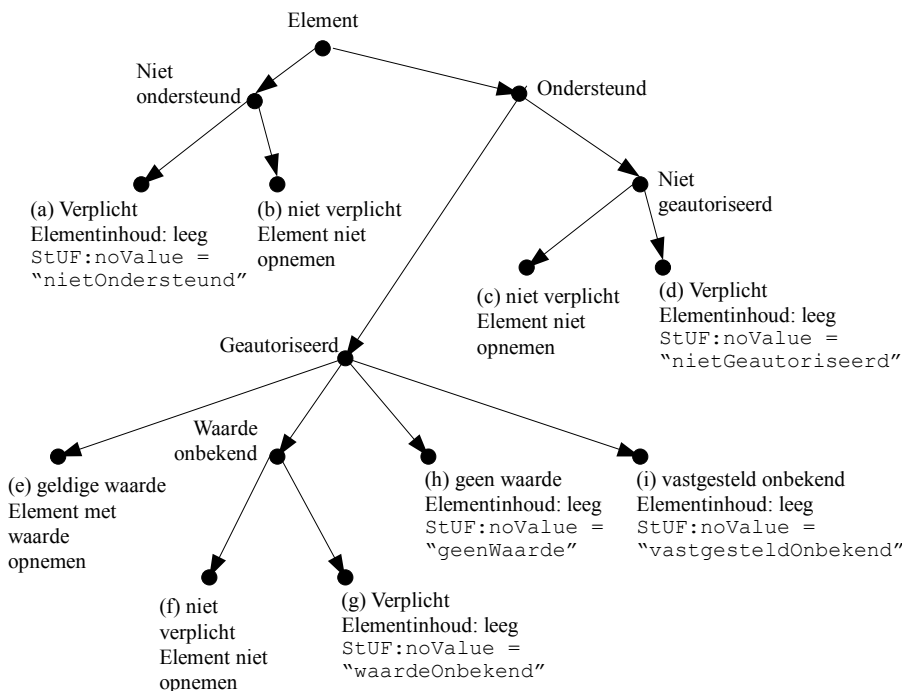 Element
Niet
ondersteund
Ondersteund
(a) Verplicht
Elementinhoud: leeg
StUF:noValue =
“nietOndersteund”
(b) niet verplicht
Element niet
opnemen
Niet
geautoriseerd
(c) niet verplicht
Element niet
opnemen
(d) Verplicht
Elementinhoud: leeg
StUF:noValue =
“nietGeautoriseerd”
Geautoriseerd
Waarde
onbekend
(e) geldige waarde
Element met
waarde
opnemen
(h) geen waarde
Elementinhoud: leeg
StUF:noValue =
“geenWaarde”
(i) vastgesteld onbekend
Elementinhoud: leeg
StUF:noValue =
“vastgesteldOnbekend”
(f) niet
verplicht
Element niet
opnemen
(g) Verplicht
Elementinhoud: leeg
StUF:noValue =
“waardeOnbekend”